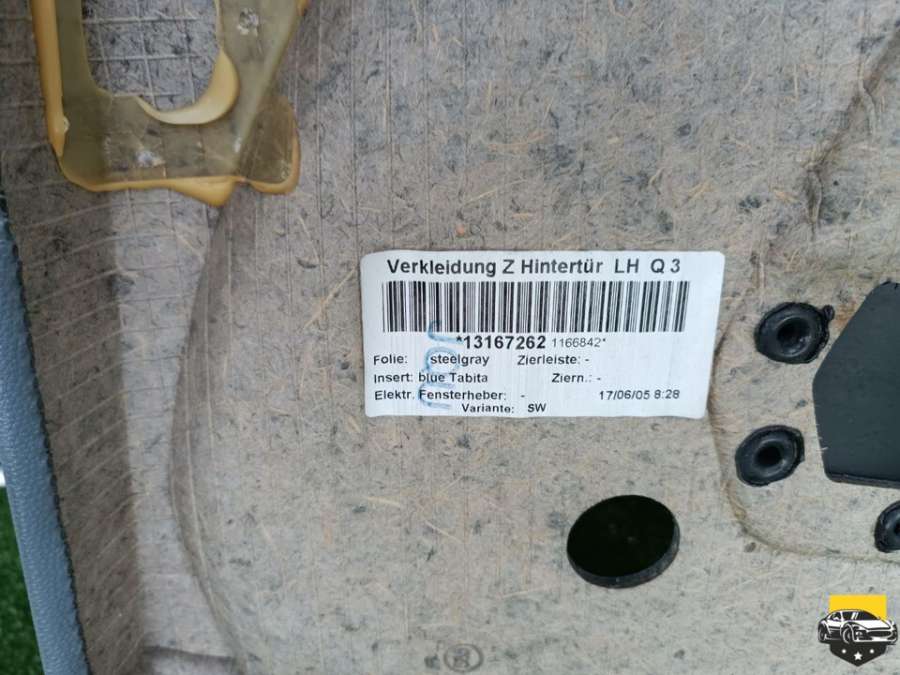 Verkleidung Z Hintertür LH Q 3
*13167262 1166842*
Folie: steelgray Zierleiste: -
Insert: blue Tabita Ziern.: -
Elektr. Fensterheber: - 17/06/05 8:28
Variante: SW